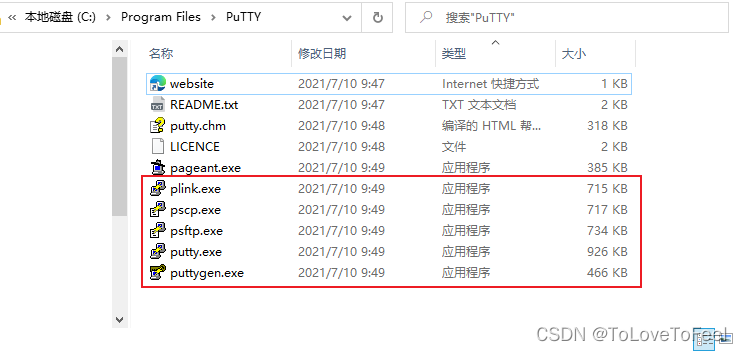 « 本地磁盘 (C:) › Program Files › PuTTY 搜索"PuTTY"
名称 修改日期 类型 大小
website 2021/7/10 9:47 Internet 快捷方式 1 KB
README.txt 2021/7/10 9:47 TXT 文本文档 2 KB
putty.chm 2021/7/10 9:48 编译的 HTML 帮... 318 KB
LICENCE 2021/7/10 9:48 文件 2 KB
pageant.exe 2021/7/10 9:49 应用程序 385 KB
plink.exe 2021/7/10 9:49 应用程序 715 KB
pscp.exe 2021/7/10 9:49 应用程序 717 KB
psftp.exe 2021/7/10 9:49 应用程序 734 KB
putty.exe 2021/7/10 9:49 应用程序 926 KB
puttygen.exe 2021/7/10 9:49 应用程序 466 KB
CSDN @ToLoveToFeel